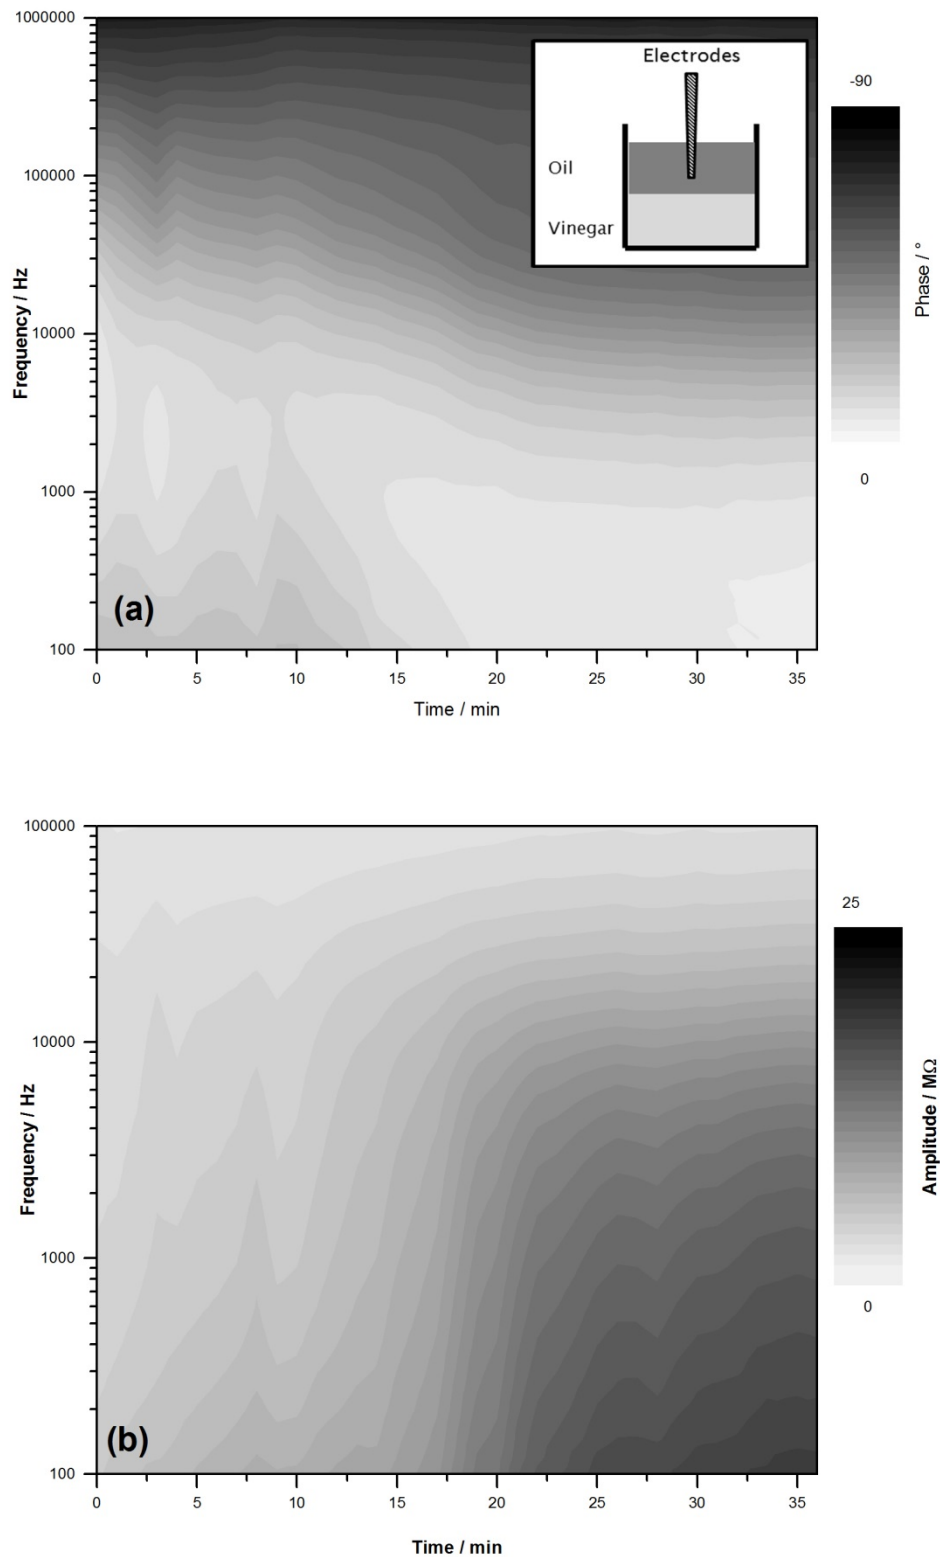 1000000
100000
10000
1000
100
Frequency / Hz
Electrodes
Oil
Vinegar
(a)
0
5
10
15
20
25
30
35
Time / min
-90
Phase / °
0
100000
10000
1000
100
Frequency / Hz
(b)
0
5
10
15
20
25
30
35
Time / min
25
Amplitude / MΩ
0